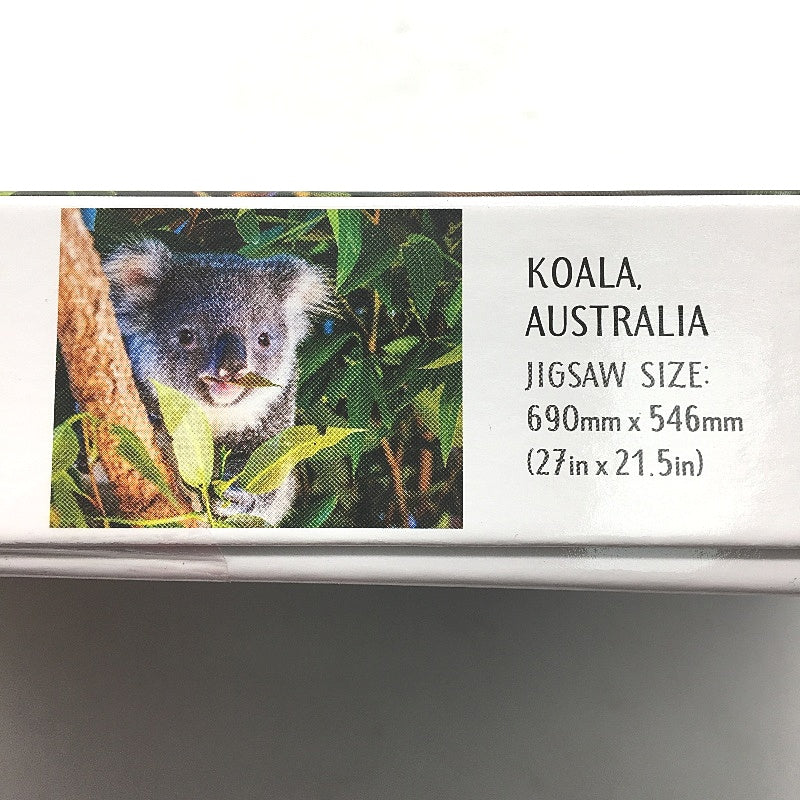 KOALA,
AUSTRALIA
JIGSAW SIZE:
690mm x 546mm
(27in x 21.5in)